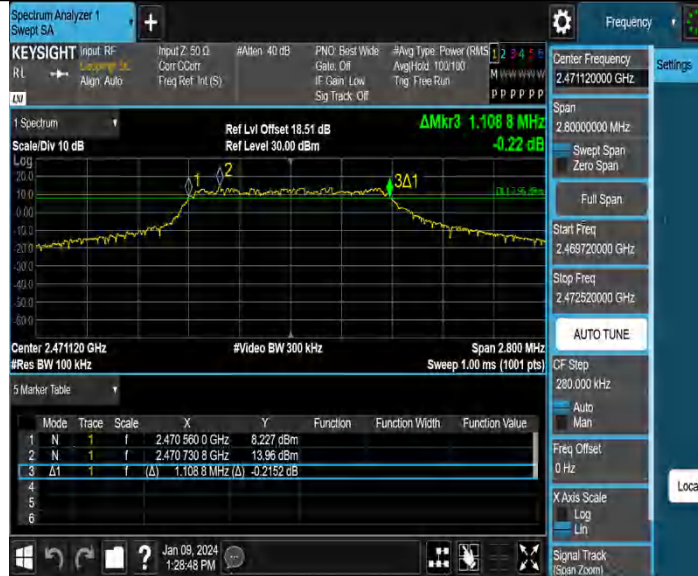 Spectrum Analyzer 1
Swept SA
+
Frequency
KEYSIGHT Input: RF
RL
Align: Auto
Input Z: 50 Ω
Corr CCorr
Freq Ref: Int (S)
#Atten: 40 dB
PNO: Best Wide
Gate: Off
IF Gain: Low
Sig Track: Off
#Avg Type: Power (RMS
Avg|Hold: 100/100
Trig: Free Run
1 2 3 4 5 6
M W W W W W
P P P P P P
LNI
1 Spectrum
Scale/Div 10 dB
Ref Lvl Offset 18.51 dB
Ref Level 30.00 dBm
ΔMkr3 1.108 8 MHz
-0.22 dB
Log
20.0
10.0
0.00
-10.0
-20.0
-30.0
-40.0
-50.0
-60.0
1
2
3Δ1
Center 2.471120 GHz
#Video BW 300 kHz
Span 2.800 MHz
#Res BW 100 kHz
Sweep 1.00 ms (1001 pts)
5 Marker Table
Mode Trace Scale X Y Function Function Width Function Value
1 N 1 f 2.470 560 0 GHz 8.227 dBm
2 N 1 f 2.470 730 8 GHz 13.96 dBm
3 Δ1 1 f (Δ) 1.108 8 MHz (Δ) -0.2152 dB
4
5
6
Center Frequency
2.471120000 GHz
Settings
Span
2.80000000 MHz
Swept Span
Zero Span
Full Span
Start Freq
2.469720000 GHz
Stop Freq
2.472520000 GHz
AUTO TUNE
CF Step
280.000 kHz
Auto
Man
Freq Offset
0 Hz
X Axis Scale
Log
Lin
Signal Track
(Span Zoom)
Loca
?
Jan 09, 2024
1:28:48 PM